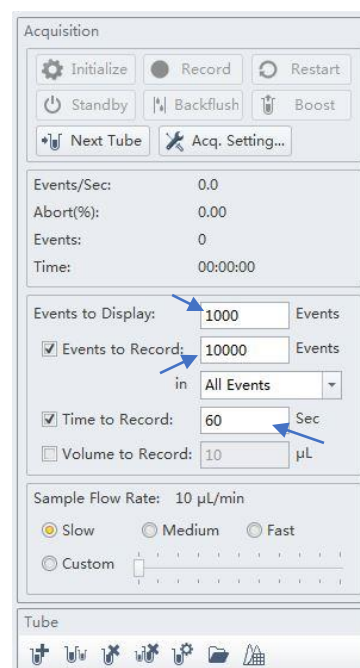 Acquisition
Initialize Record Restart
Standby Backflush Boost
Next Tube Acq. Setting...
Events/Sec: 0.0
Abort(%): 0.00
Events: 0
Time: 00:00:00
Events to Display: 1000 Events
Events to Record: 10000 Events
in All Events
Time to Record: 60 Sec
Volume to Record: 10 µL
Sample Flow Rate: 10 µL/min
Slow Medium Fast
Custom
Tube